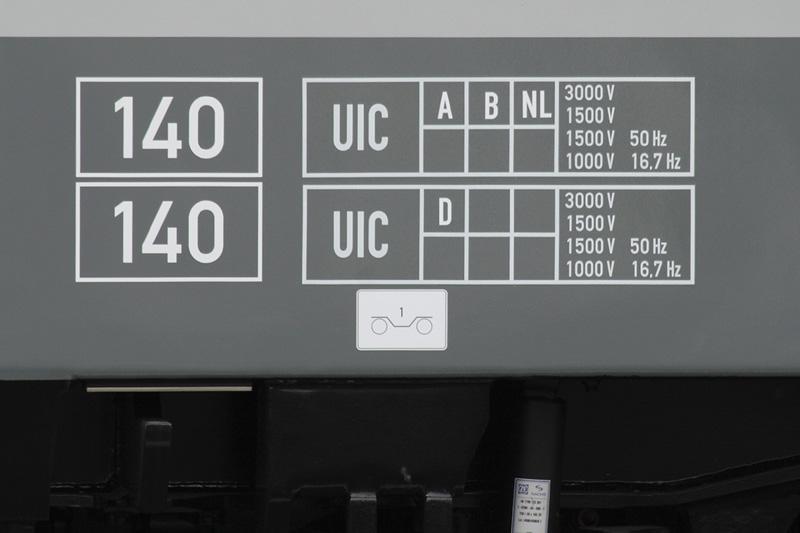 140
UIC A B NL
3000 V
1500 V
1500 V 50 Hz
1000 V 16,7 Hz
140
UIC D
3000 V
1500 V
1500 V 50 Hz
1000 V 16,7 Hz
1